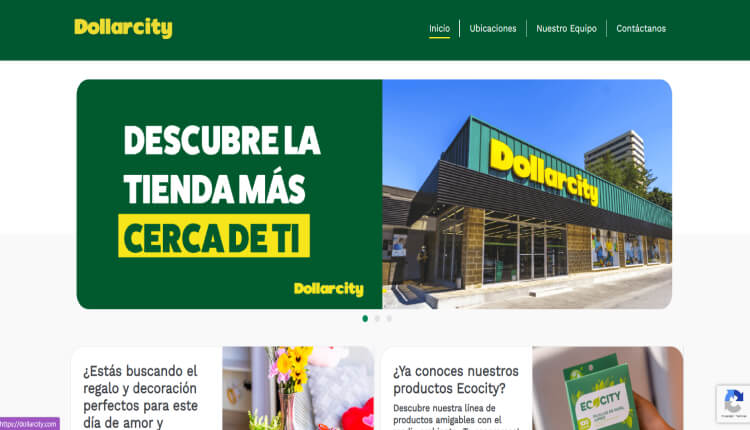 Dollarcity
Inicio
Ubicaciones
Nuestro Equipo
Contáctanos
DESCUBRE LA
TIENDA MÁS
CERCA DE TI
Dollarcity
Dollarcity
¿Estás buscando el
regalo y decoración
perfectos para este
día de amor y
¿Ya conoces nuestros
productos Ecocity?
Descubre nuestra línea de
productos amigables con el
ECOCITY
https://dollarcity.com